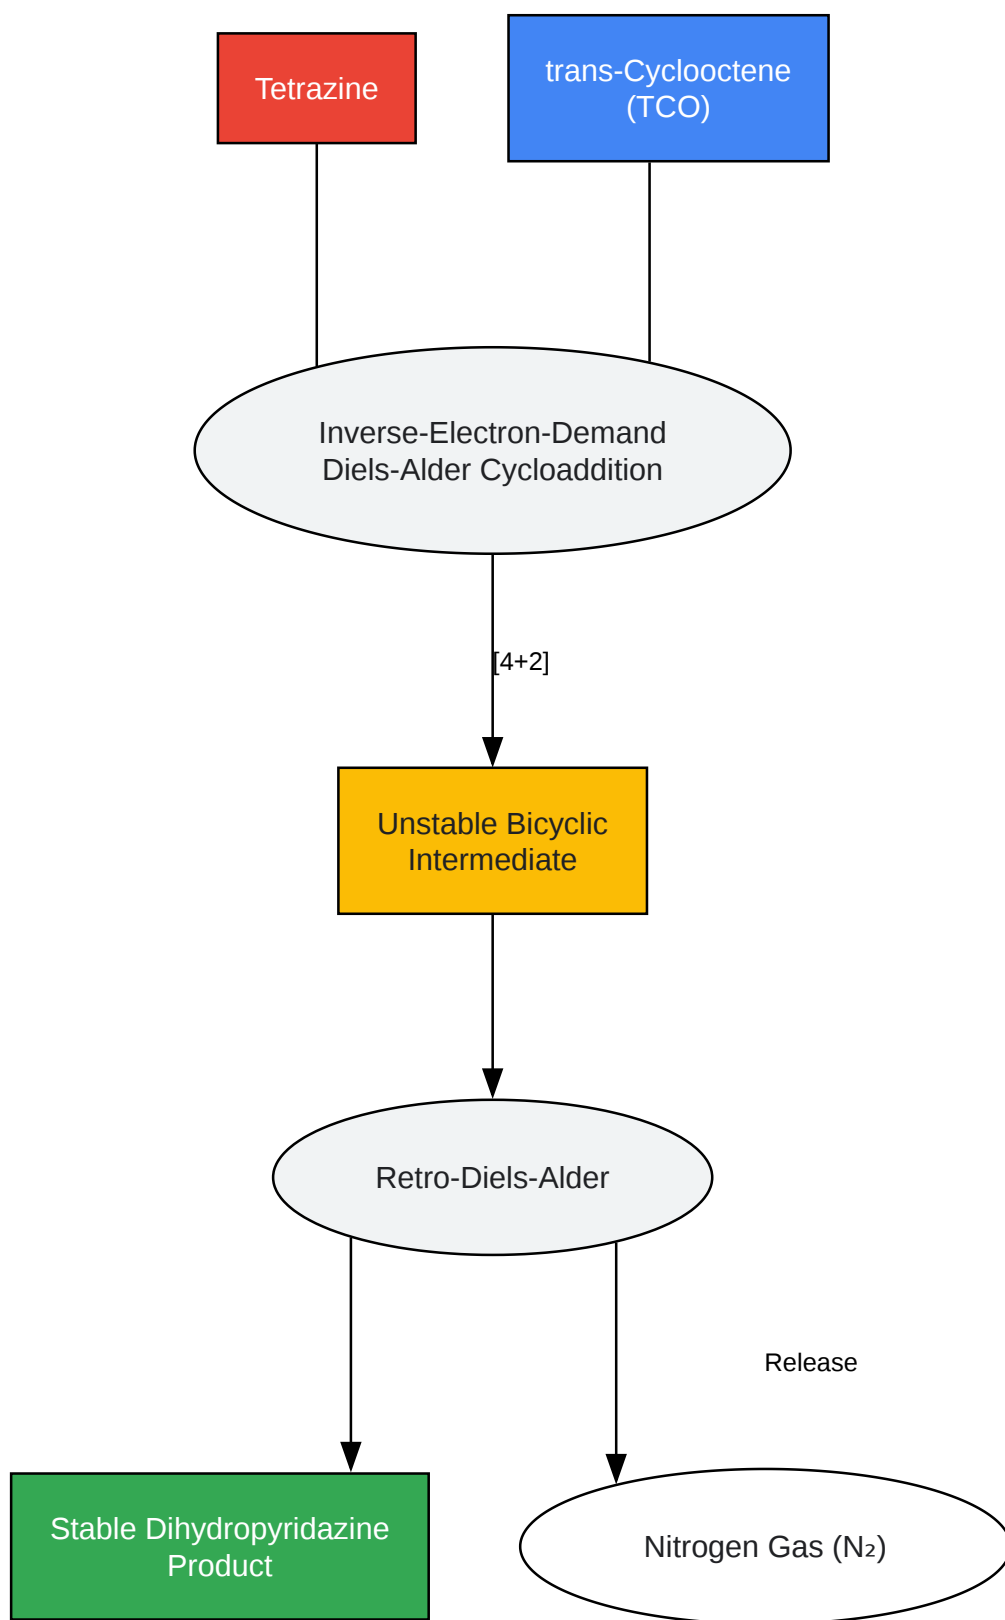 Tetrazine
trans-Cyclooctene
(TCO)
Inverse-Electron-Demand
Diels-Alder Cycloaddition
[4+2]
Unstable Bicyclic
Intermediate
Retro-Diels-Alder
Release
Stable Dihydropyridazine
Product
Nitrogen Gas (N₂)